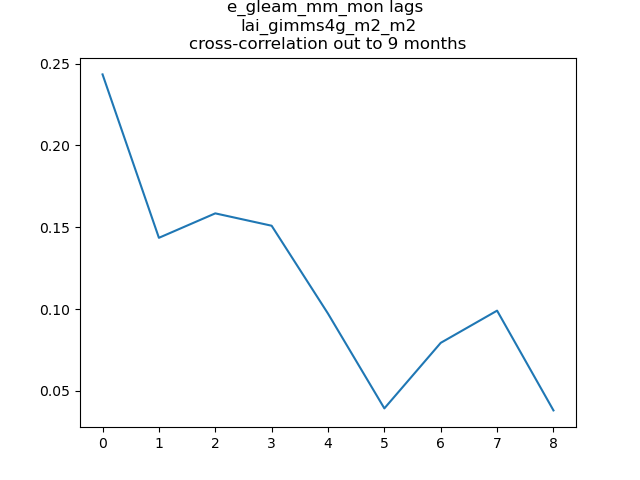 e_gleam_mm_mon lags
lai_gimms4g_m2_m2
cross-correlation out to 9 months
0.25
0.20
0.15
0.10
0.05
0 1 2 3 4 5 6 7 8